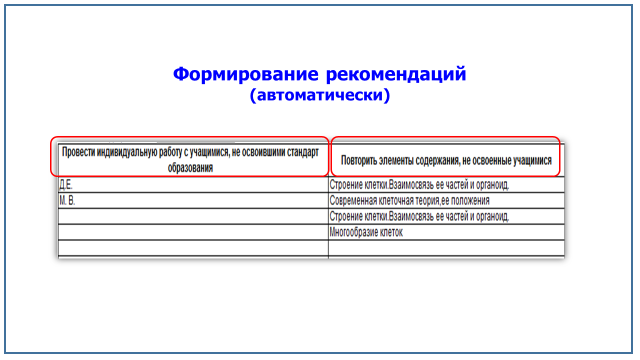 Формирование рекомендаций
(автоматически)
Провести индивидуальную работу с учащимися, не освоившими стандарт
образования
Повторить элементы содержания, не освоенные учащимися
Д.Е.
Строение клетки.Взаимосвязь ее частей и органоид.
М. В.
Современная клеточная теория,ее положения
Строение клетки.Взаимосвязь ее частей и органоид.
Многообразие клеток